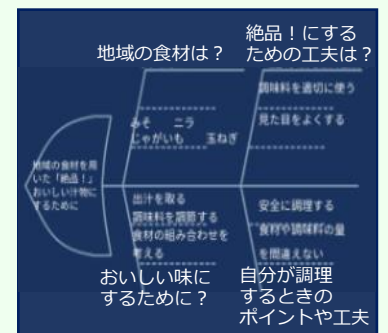 地域の食材は？
絶品！にする
ための工夫は？
調味料を適切に使う
みそ　ニラ
じゃがいも　玉ねぎ
見た目をよくする
地域の食材を用
いた「絶品！」
おいしい汁物に
するために
出汁を取る
調味料を調節する
食材の組み合わせを
考える
安全に調理する
食材や調味料の量
を間違えない
おいしい味に
するために？
自分が調理
するときの
ポイントや工夫